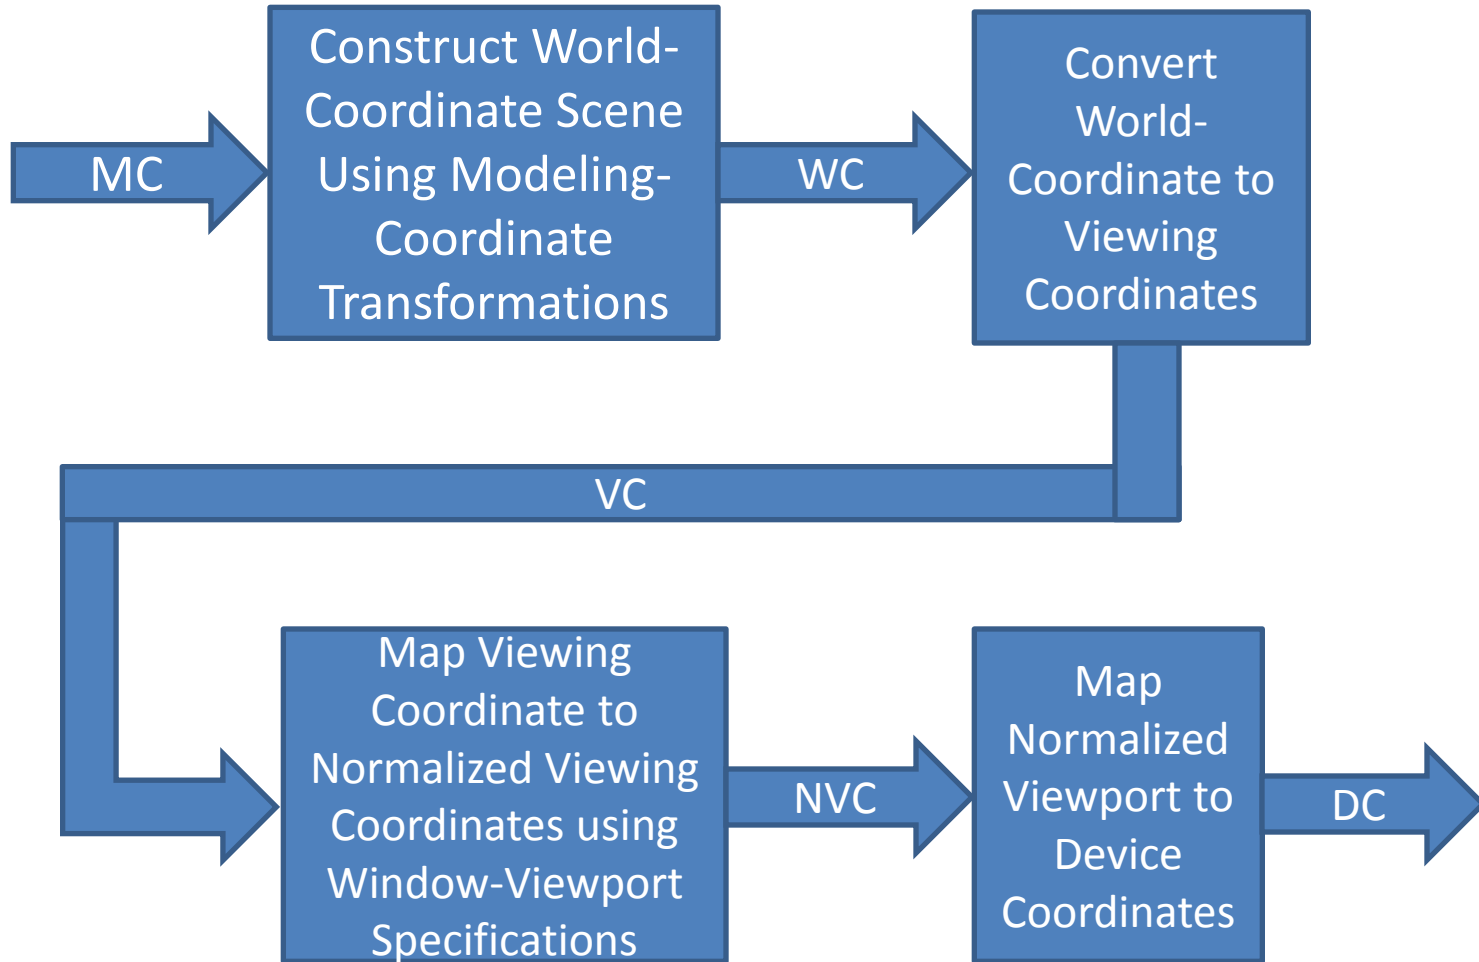 MC
Construct World-
Coordinate Scene
Using Modeling-
Coordinate
Transformations
WC
Convert
World-
Coordinate to
Viewing
Coordinates
VC
Map Viewing
Coordinate to
Normalized Viewing
Coordinates using
Window-Viewport
Specifications
NVC
Map
Normalized
Viewport to
Device
Coordinates
DC